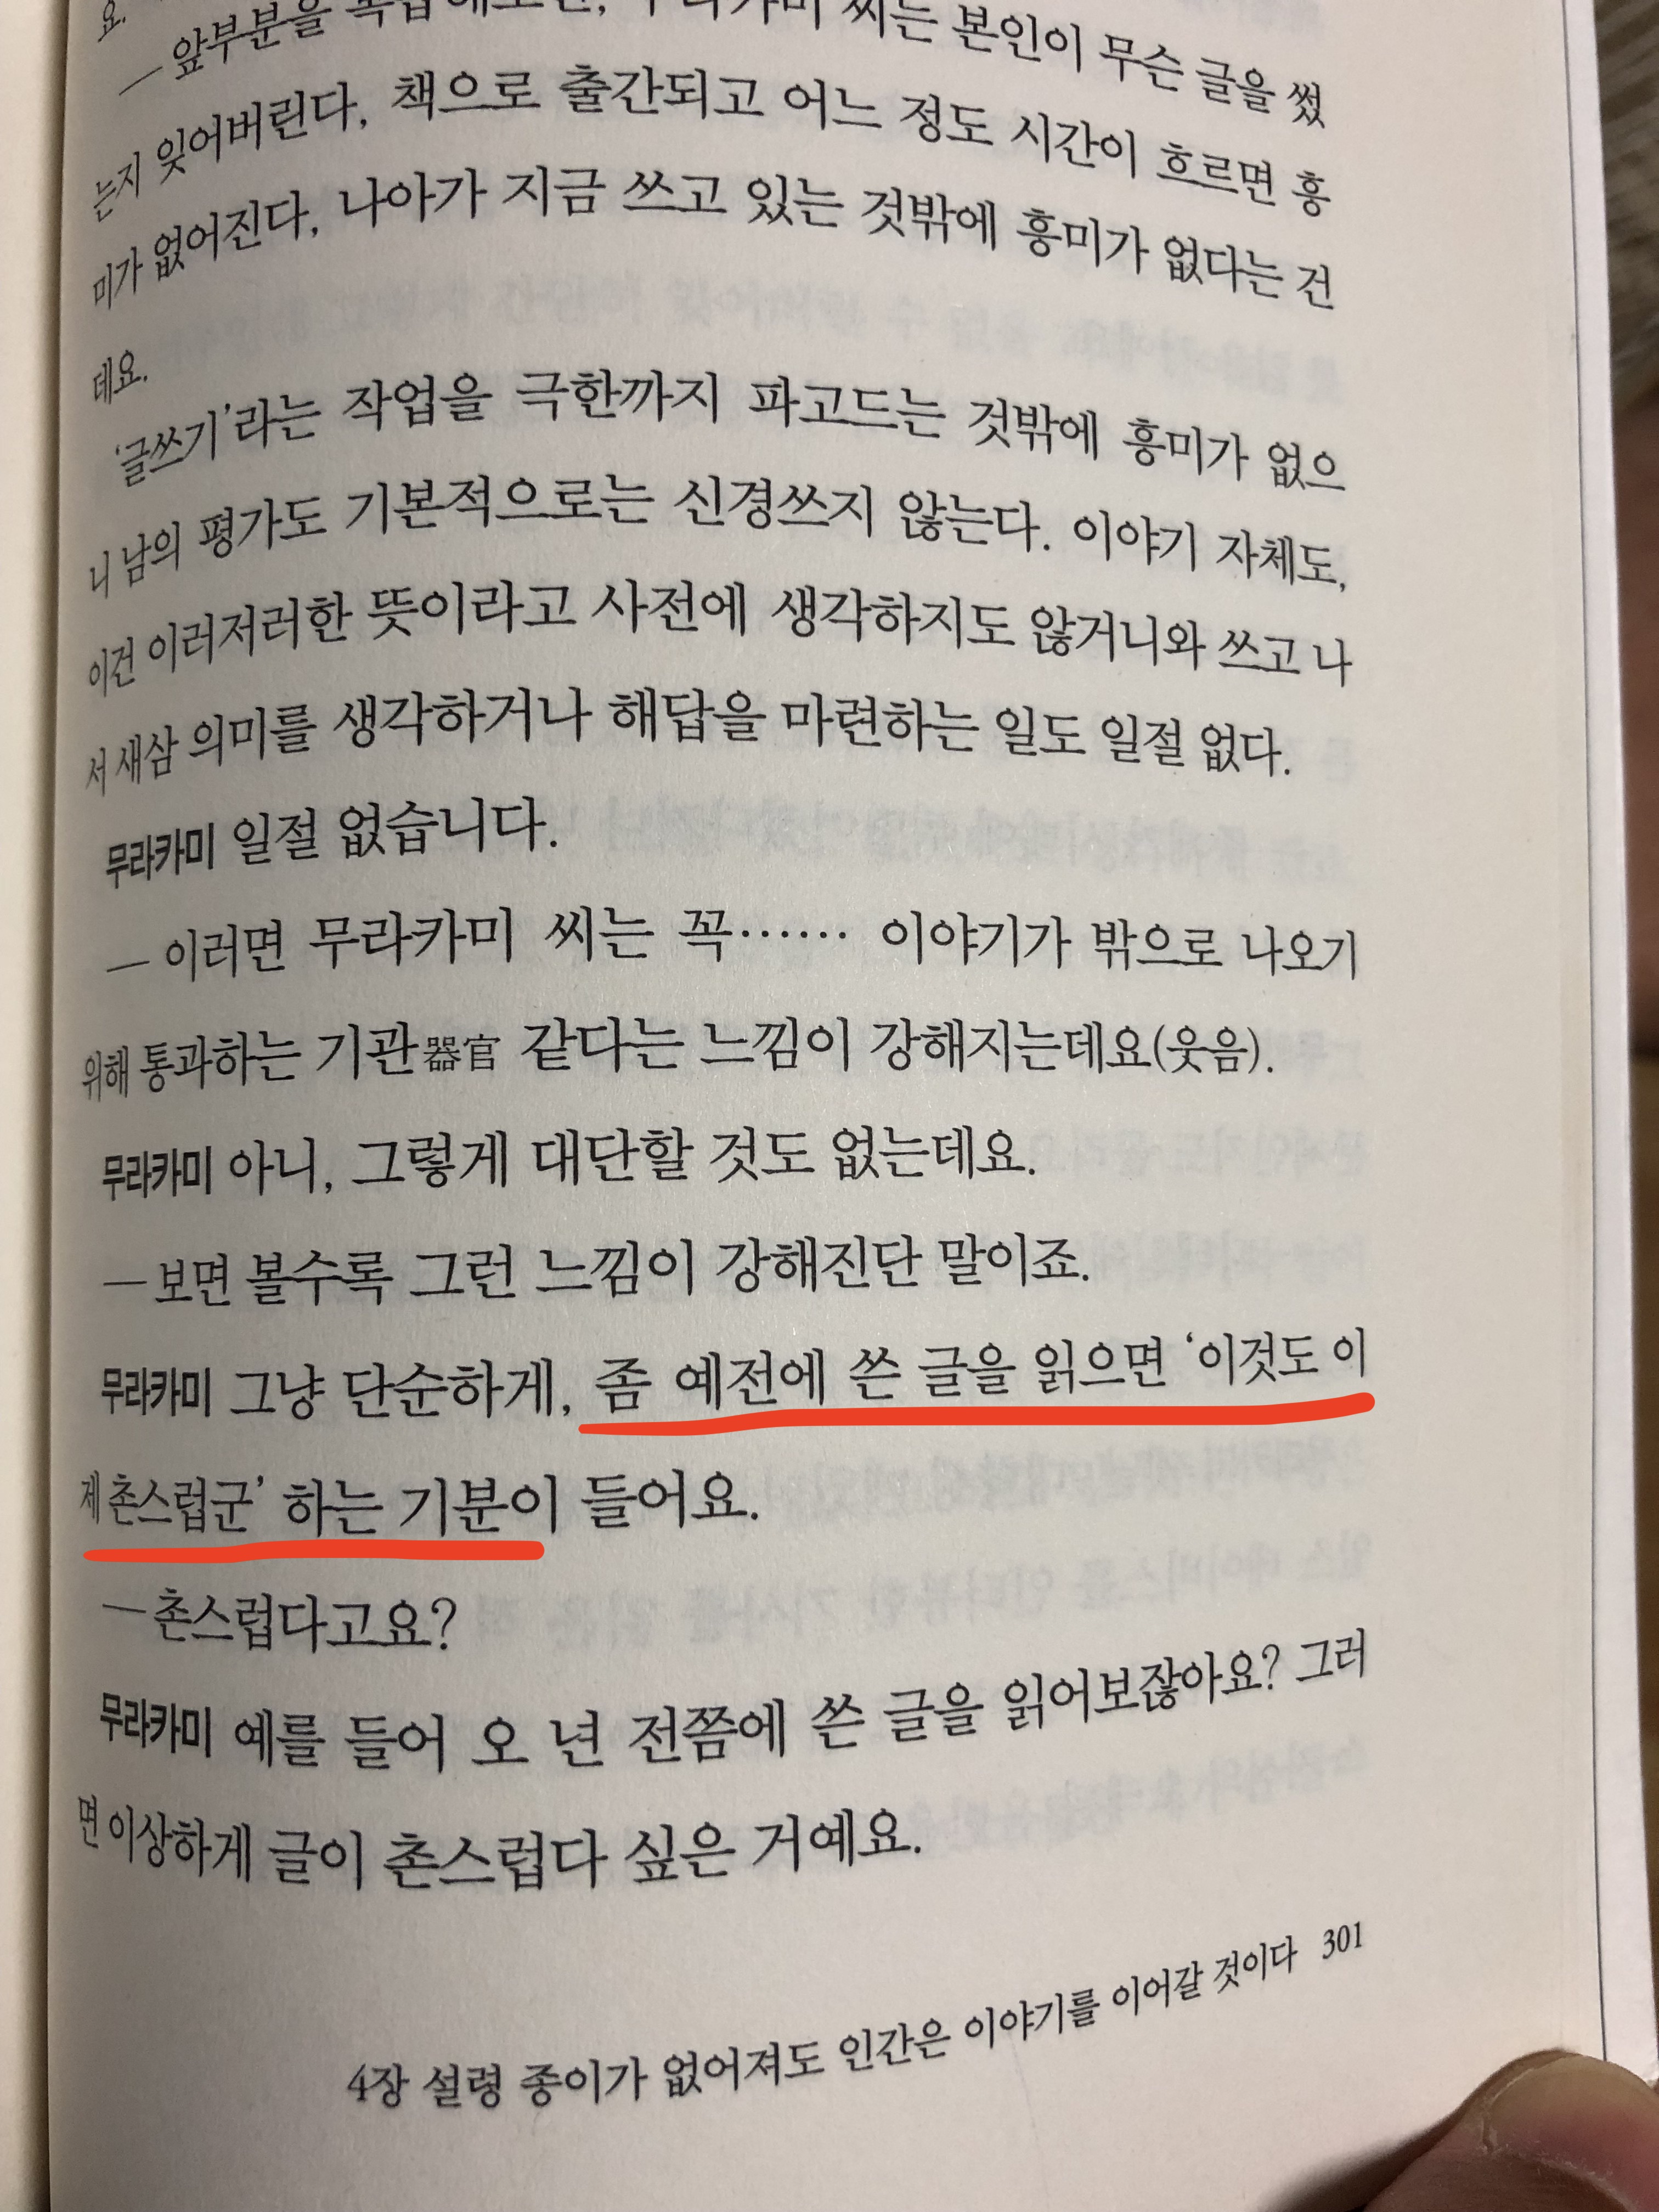 요.
—앞부분을 복습해보면, 무라카미 씨는 본인이 무슨 글을 썼
는지 잊어버린다, 책으로 출간되고 어느 정도 시간이 흐르면 흥
미가 없어진다, 나아가 지금 쓰고 있는 것밖에 흥미가 없다는 건
데요.
‘글쓰기’라는 작업을 극한까지 파고드는 것밖에 흥미가 없으
니 남의 평가도 기본적으로는 신경쓰지 않는다. 이야기 자체도,
이건 이러저러한 뜻이라고 사전에 생각하지도 않거니와 쓰고 나
서 새삼 의미를 생각하거나 해답을 마련하는 일도 일절 없다.
무라카미 일절 없습니다.
—이러면 무라카미 씨는 꼭…… 이야기가 밖으로 나오기
위해 통과하는 기관器官 같다는 느낌이 강해지는데요(웃음).
무라카미 아니, 그렇게 대단할 것도 없는데요.
—보면 볼수록 그런 느낌이 강해진단 말이죠.
무라카미 그냥 단순하게, 좀 예전에 쓴 글을 읽으면 ‘이것도 이
제 촌스럽군’ 하는 기분이 들어요.
—촌스럽다고요?
무라카미 예를 들어 오 년 전쯤에 쓴 글을 읽어보잖아요? 그러
면 이상하게 글이 촌스럽다 싶은 거예요.
4장 설령 종이가 없어져도 인간은 이야기를 이어갈 것이다 301